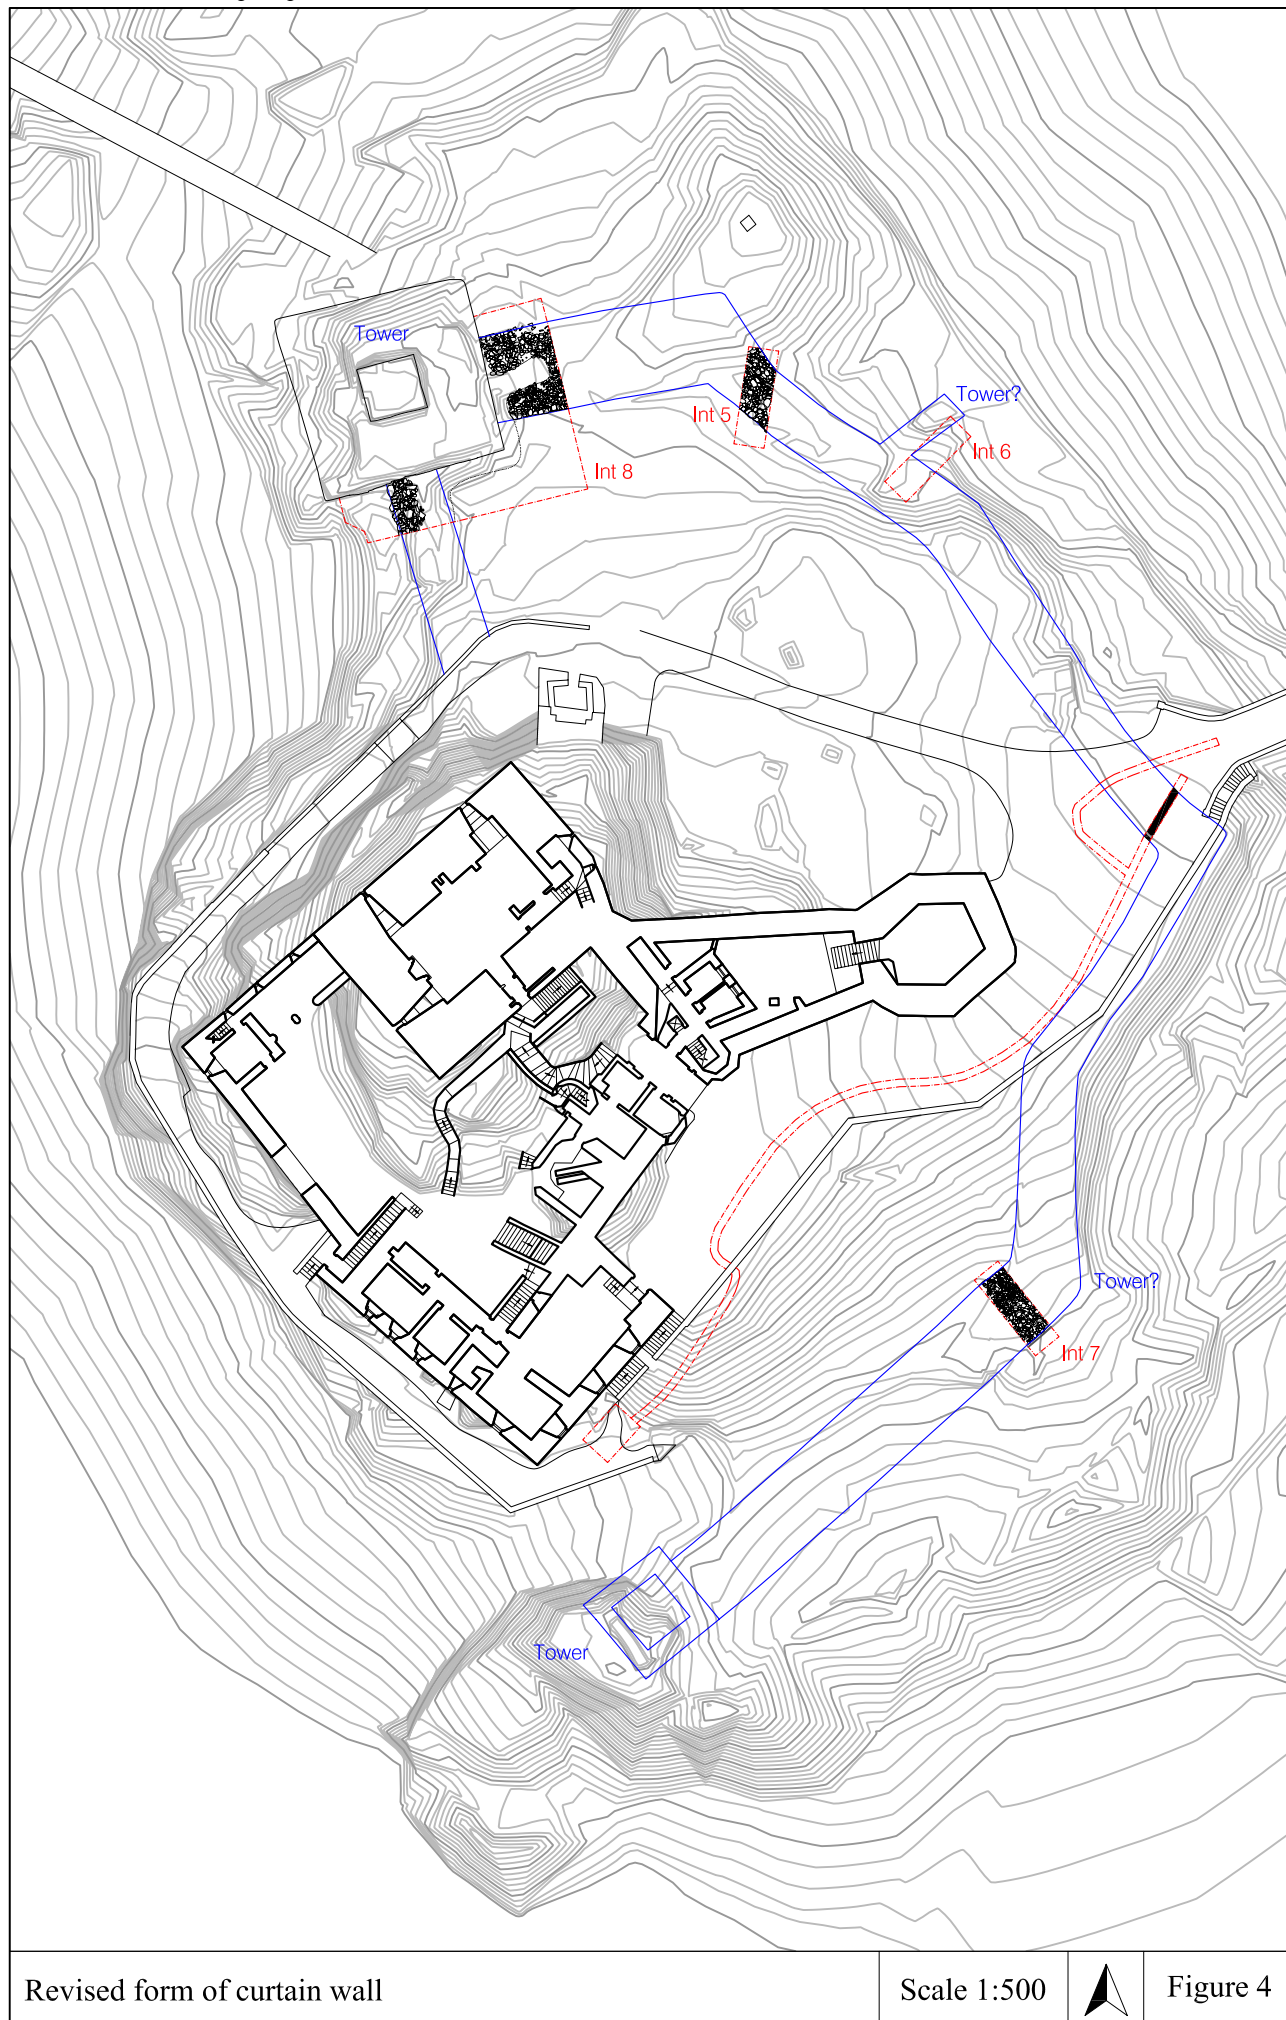 Tower
Tower?
Int 5
Int 6
Int 8
Tower?
Int 7
Tower
Revised form of curtain wall
Scale 1:500
Figure 4